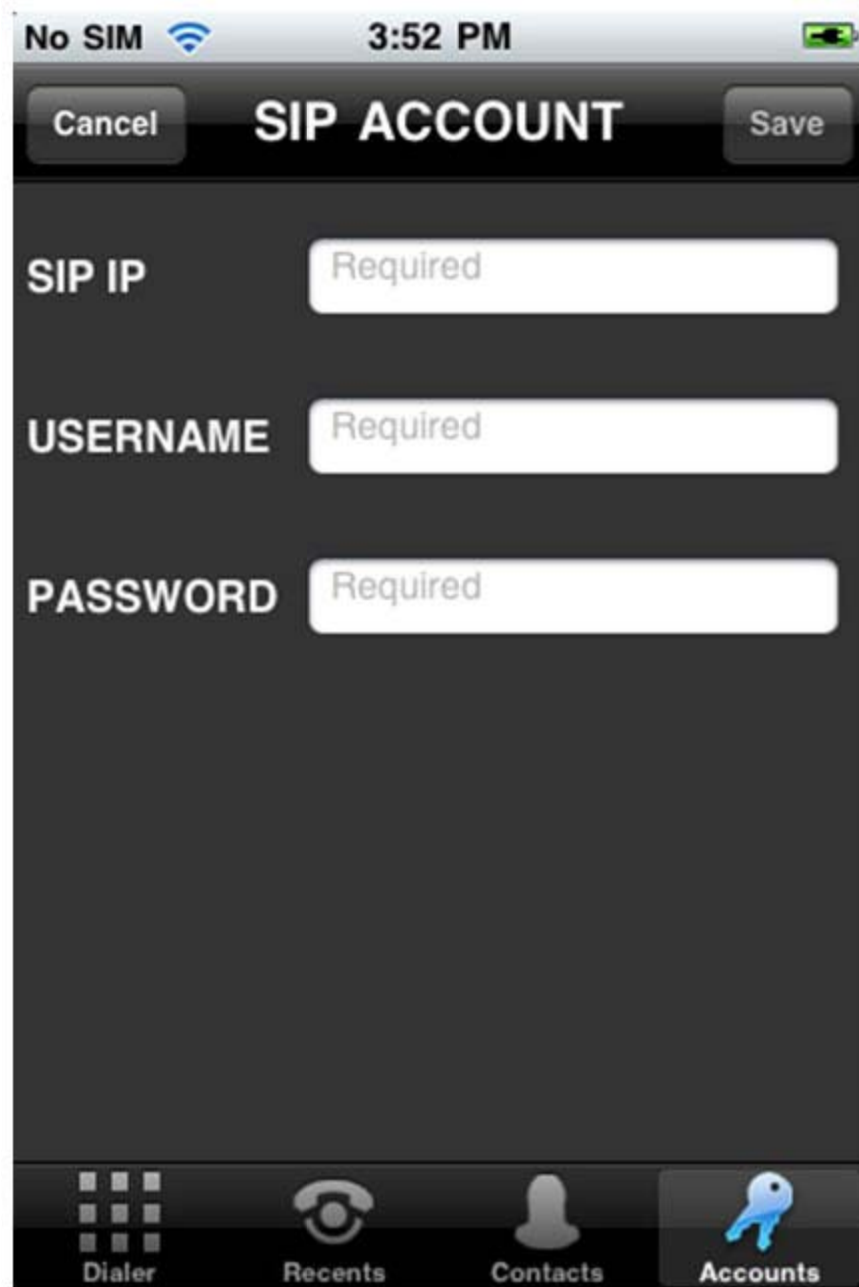 No SIM 3:52 PM
Cancel SIP ACCOUNT Save
SIP IP Required
USERNAME Required
PASSWORD Required
Dialer Recents Contacts Accounts